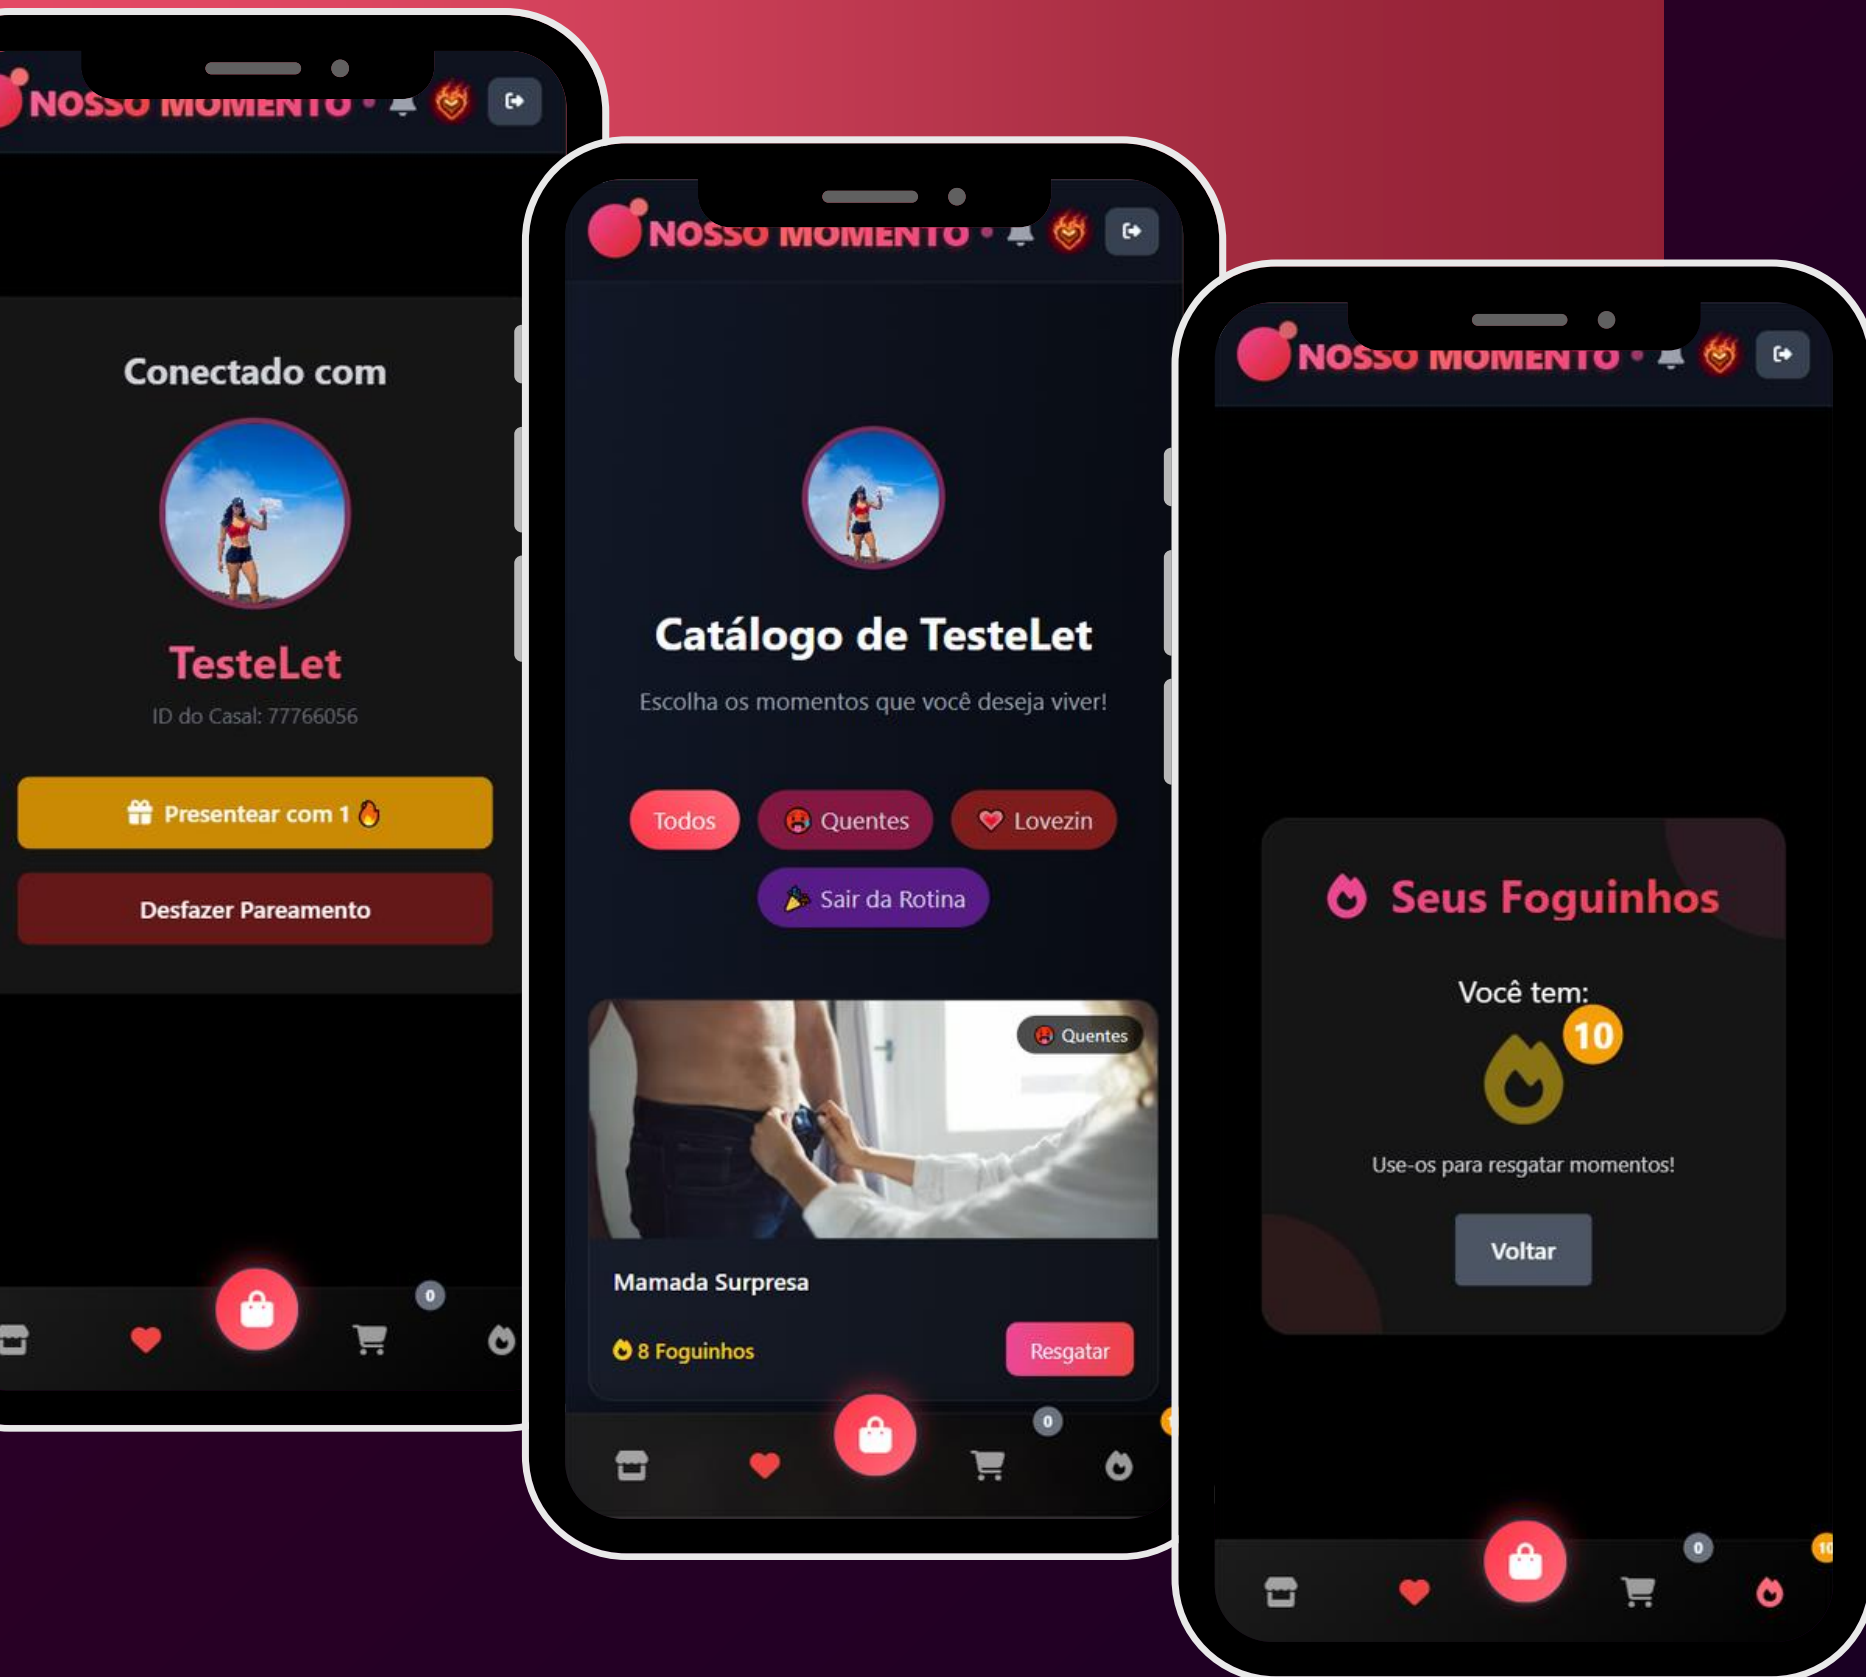 NOSSO MOMENTO
Conectado com
TesteLet
ID do Casal: 77766056
Presentear com 1
Desfazer Pareamento
0
NOSSO MOMENTO
Catálogo de TesteLet
Escolha os momentos que você deseja viver!
Todos
Quentes
Lovezin
Sair da Rotina
Quentes
Mamada Surpresa
8 Foguinhos
Resgatar
0
NOSSO MOMENTO
Seus Foguinhos
Você tem:
10
Use-os para resgatar momentos!
Voltar
0
10